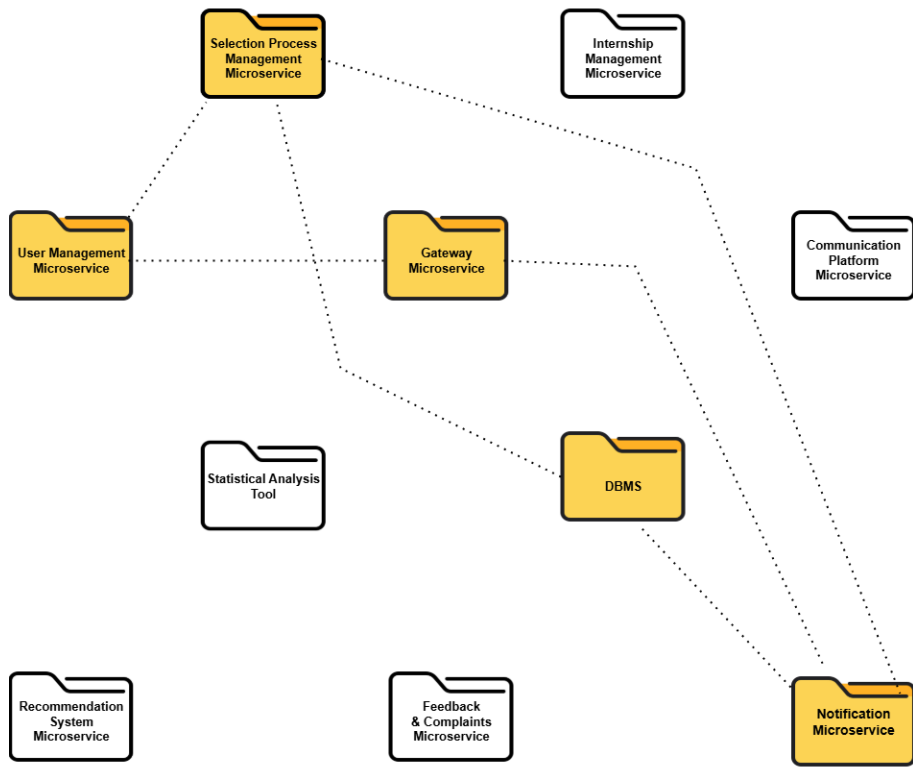 Selection Process
Management
Microservice
Internship
Management
Microservice
User Management
Microservice
Gateway
Microservice
Communication
Platform
Microservice
Statistical Analysis
Tool
DBMS
Recommendation
System
Microservice
Feedback
& Complaints
Microservice
Notification
Microservice